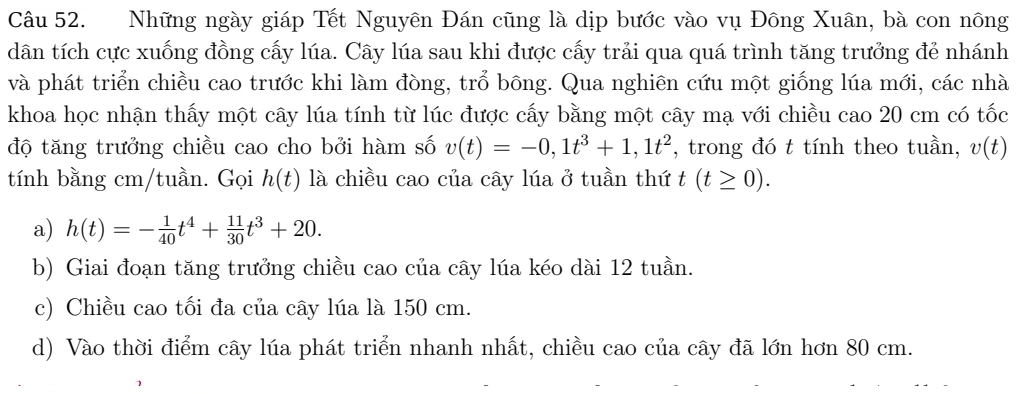 Câu 52. Những ngày giáp Tết Nguyên Đán cũng là dịp bước vào vụ Đông Xuân, bà con nông
dân tích cực xuống đồng cấy lúa. Cây lúa sau khi được cấy trải qua quá trình tăng trưởng đẻ nhánh
và phát triển chiều cao trước khi làm đòng, trổ bông. Qua nghiên cứu một giống lúa mới, các nhà
khoa học nhận thấy một cây lúa tính từ lúc được cấy bằng một cây mạ với chiều cao 20 cm có tốc
độ tăng trưởng chiều cao cho bởi hàm số v(t) = −0, 1t³ + 1, 1t², trong đó t tính theo tuần, v(t)
tính bằng cm/tuần. Gọi h(t) là chiều cao của cây lúa ở tuần thứ t (t ≥ 0).
a) h(t) = −1/40 t⁴ + 11/30 t³ + 20.
b) Giai đoạn tăng trưởng chiều cao của cây lúa kéo dài 12 tuần.
c) Chiều cao tối đa của cây lúa là 150 cm.
d) Vào thời điểm cây lúa phát triển nhanh nhất, chiều cao của cây đã lớn hơn 80 cm.